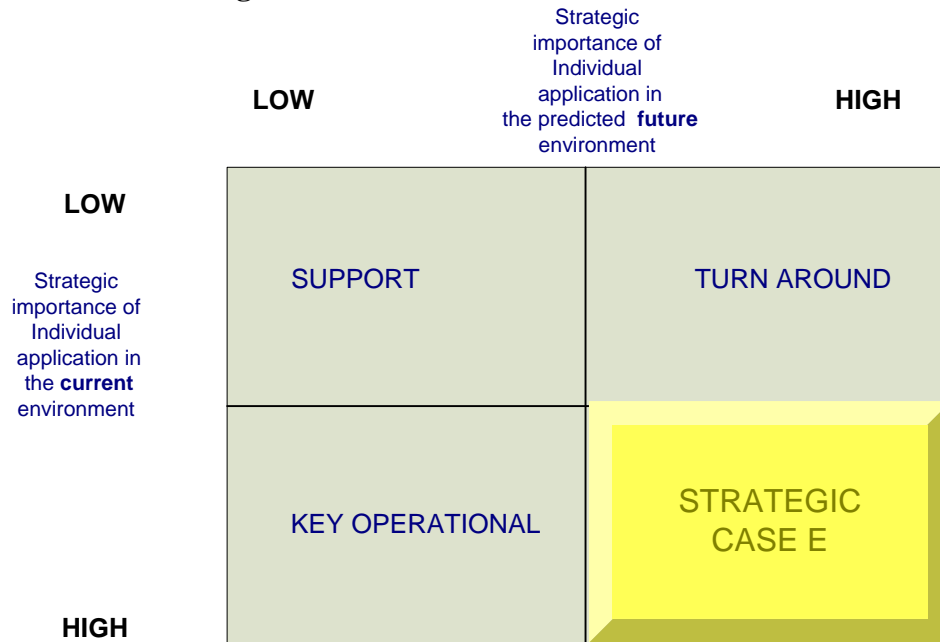 Strategic
importance of
Individual
application in
the predicted future
environment
LOW
HIGH
LOW
Strategic
importance of
Individual
application in
the current
environment
SUPPORT
TURN AROUND
KEY OPERATIONAL
STRATEGIC
CASE E
HIGH